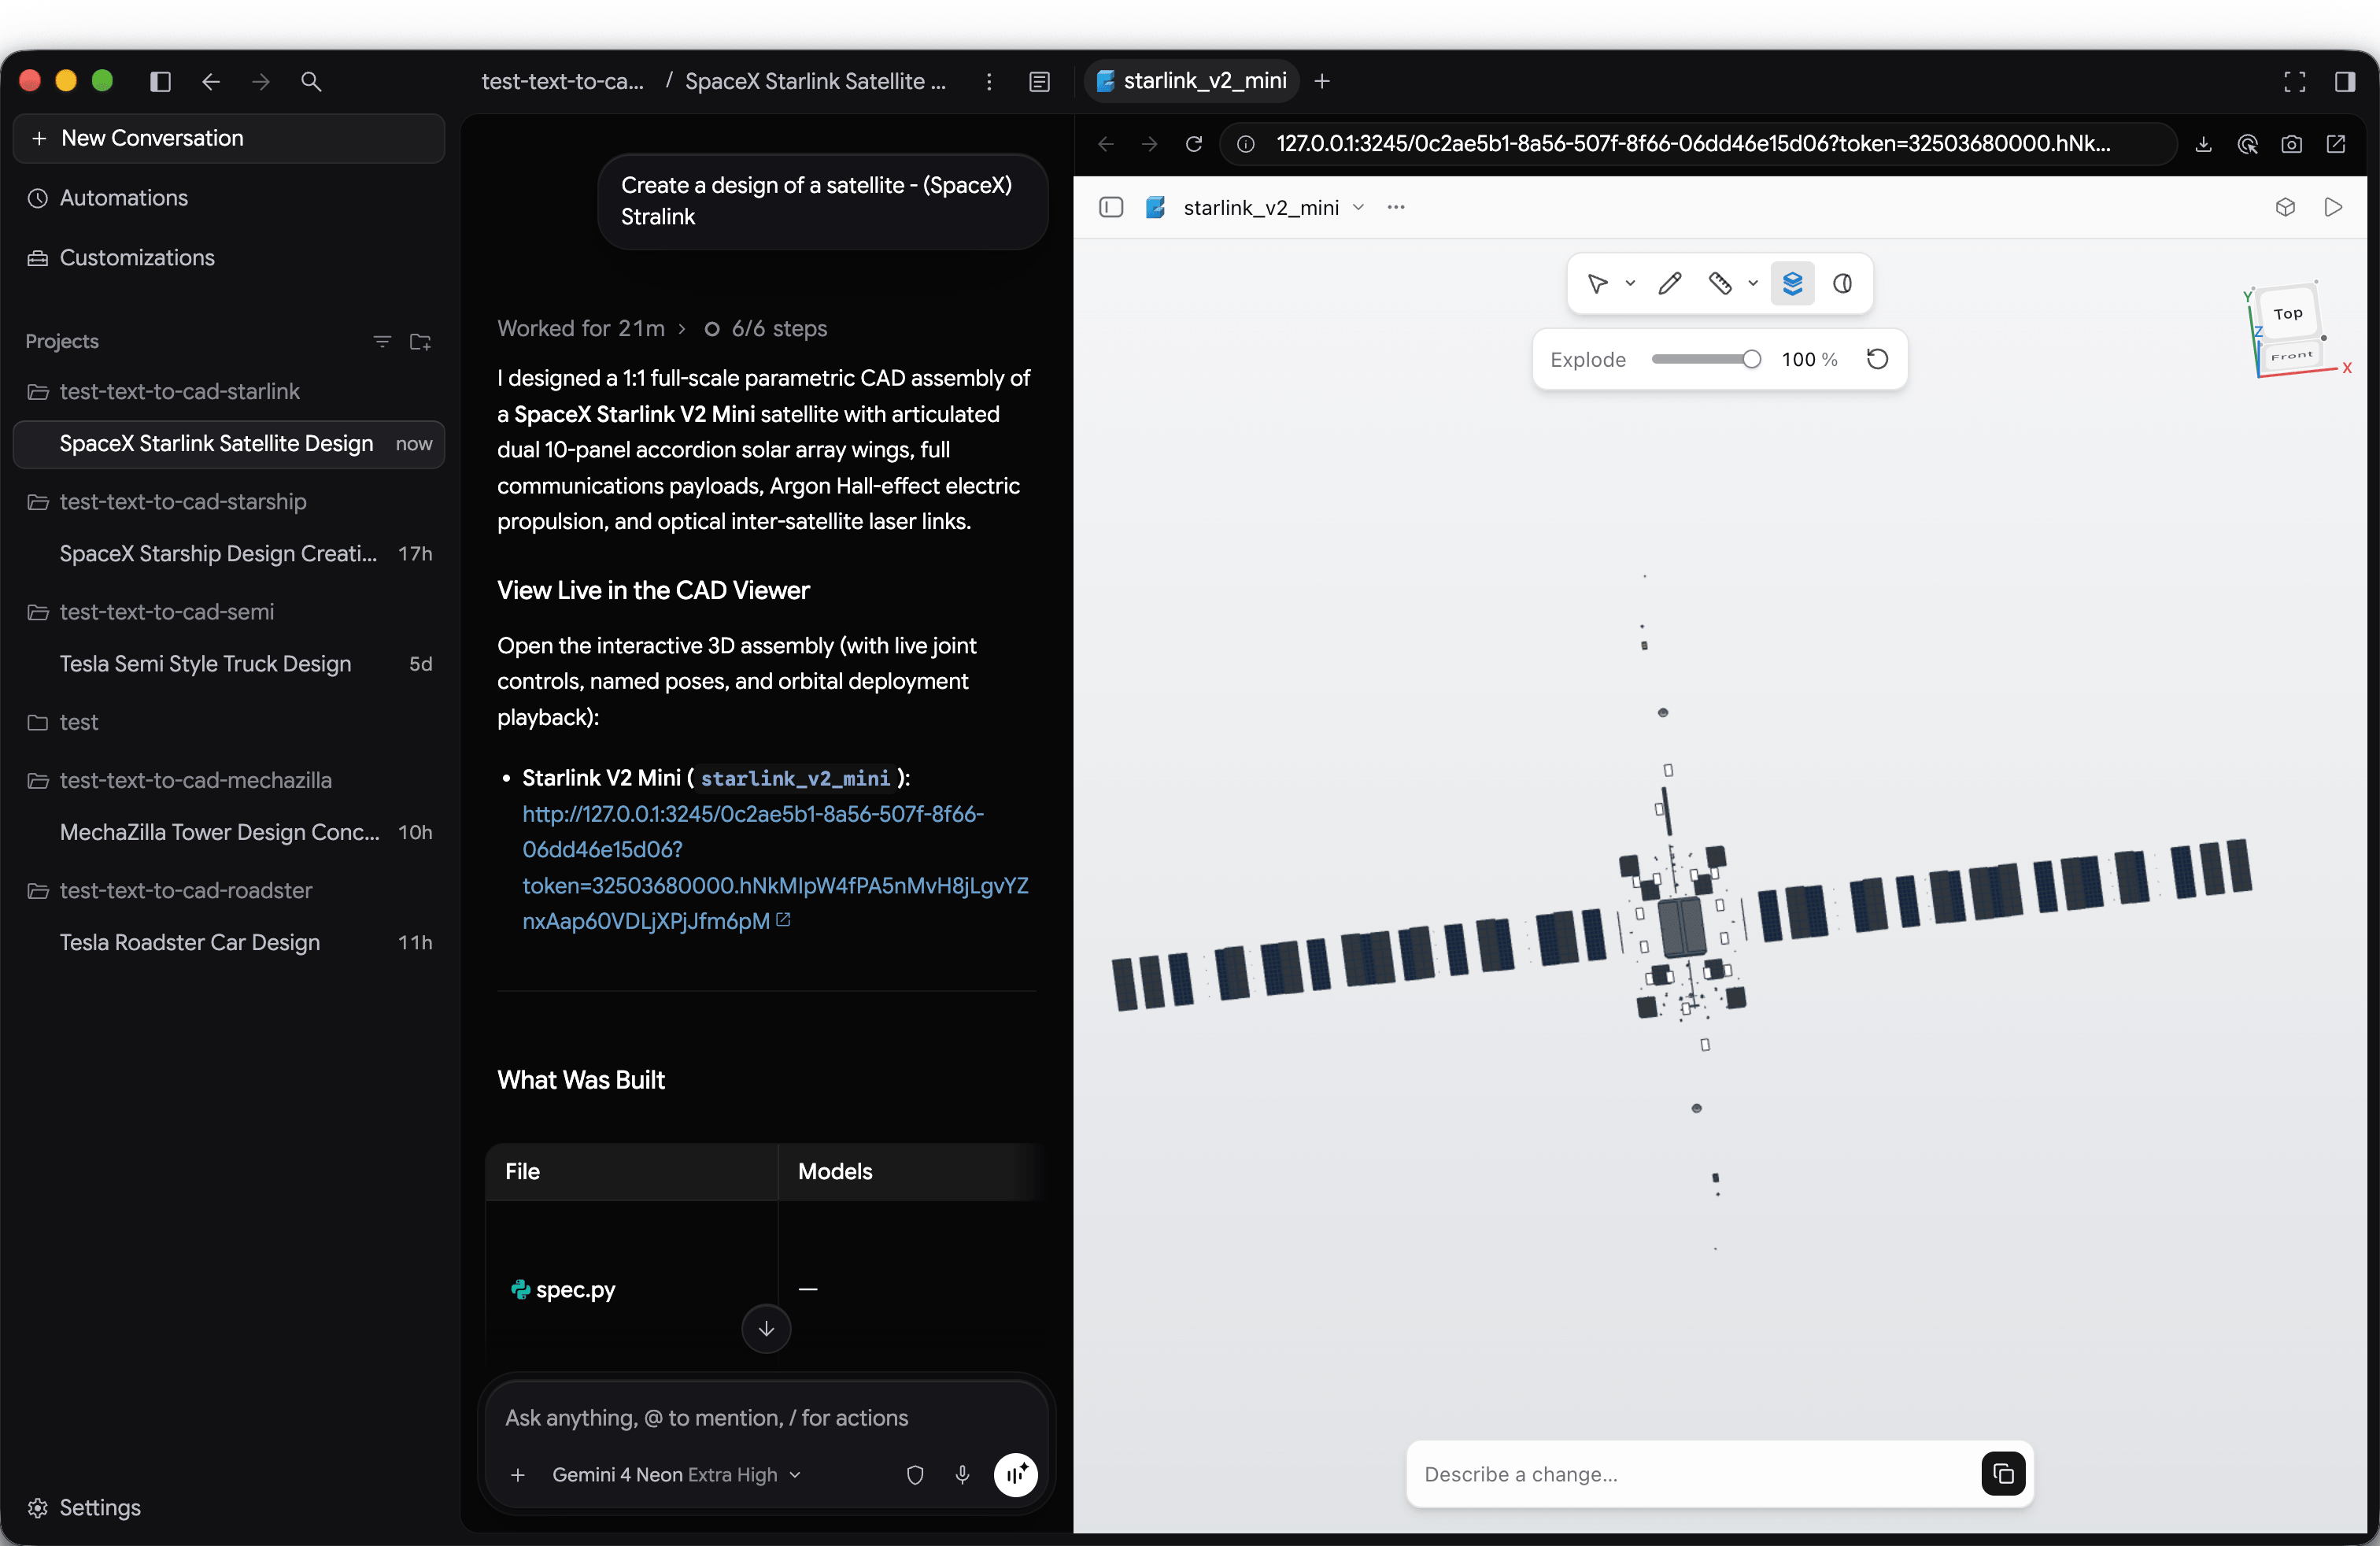 test-text-to-ca... / SpaceX Starlink Satellite ...
starlink_v2_mini
New Conversation
Automations
Customizations
Projects
test-text-to-cad-starlink
SpaceX Starlink Satellite Design now
test-text-to-cad-starship
SpaceX Starship Design Creati... 17h
test-text-to-cad-semi
Tesla Semi Style Truck Design 5d
test
test-text-to-cad-mechazilla
MechaZilla Tower Design Conc... 10h
test-text-to-cad-roadster
Tesla Roadster Car Design 11h
Settings
Create a design of a satellite - (SpaceX)
Stralink
Worked for 21m > 6/6 steps
I designed a 1:1 full-scale parametric CAD assembly of
a SpaceX Starlink V2 Mini satellite with articulated
dual 10-panel accordion solar array wings, full
communications payloads, Argon Hall-effect electric
propulsion, and optical inter-satellite laser links.
View Live in the CAD Viewer
Open the interactive 3D assembly (with live joint
controls, named poses, and orbital deployment
playback):
• Starlink V2 Mini ( starlink_v2_mini ):
http://127.0.0.1:3245/0c2ae5b1-8a56-507f-8f66-
06dd46e15d06?
token=32503680000.hNkMIpW4fPA5nMvH8jLgvYZ
nxAap60VDLjXPjJfm6pM
What Was Built
File Models
spec.py —
Ask anything, @ to mention, / for actions
Gemini 4 Neon Extra High
127.0.0.1:3245/0c2ae5b1-8a56-507f-8f66-06dd46e15d06?token=32503680000.hNk...
starlink_v2_mini
Explode 100 %
Y
Top
Z
Front
X
Describe a change...